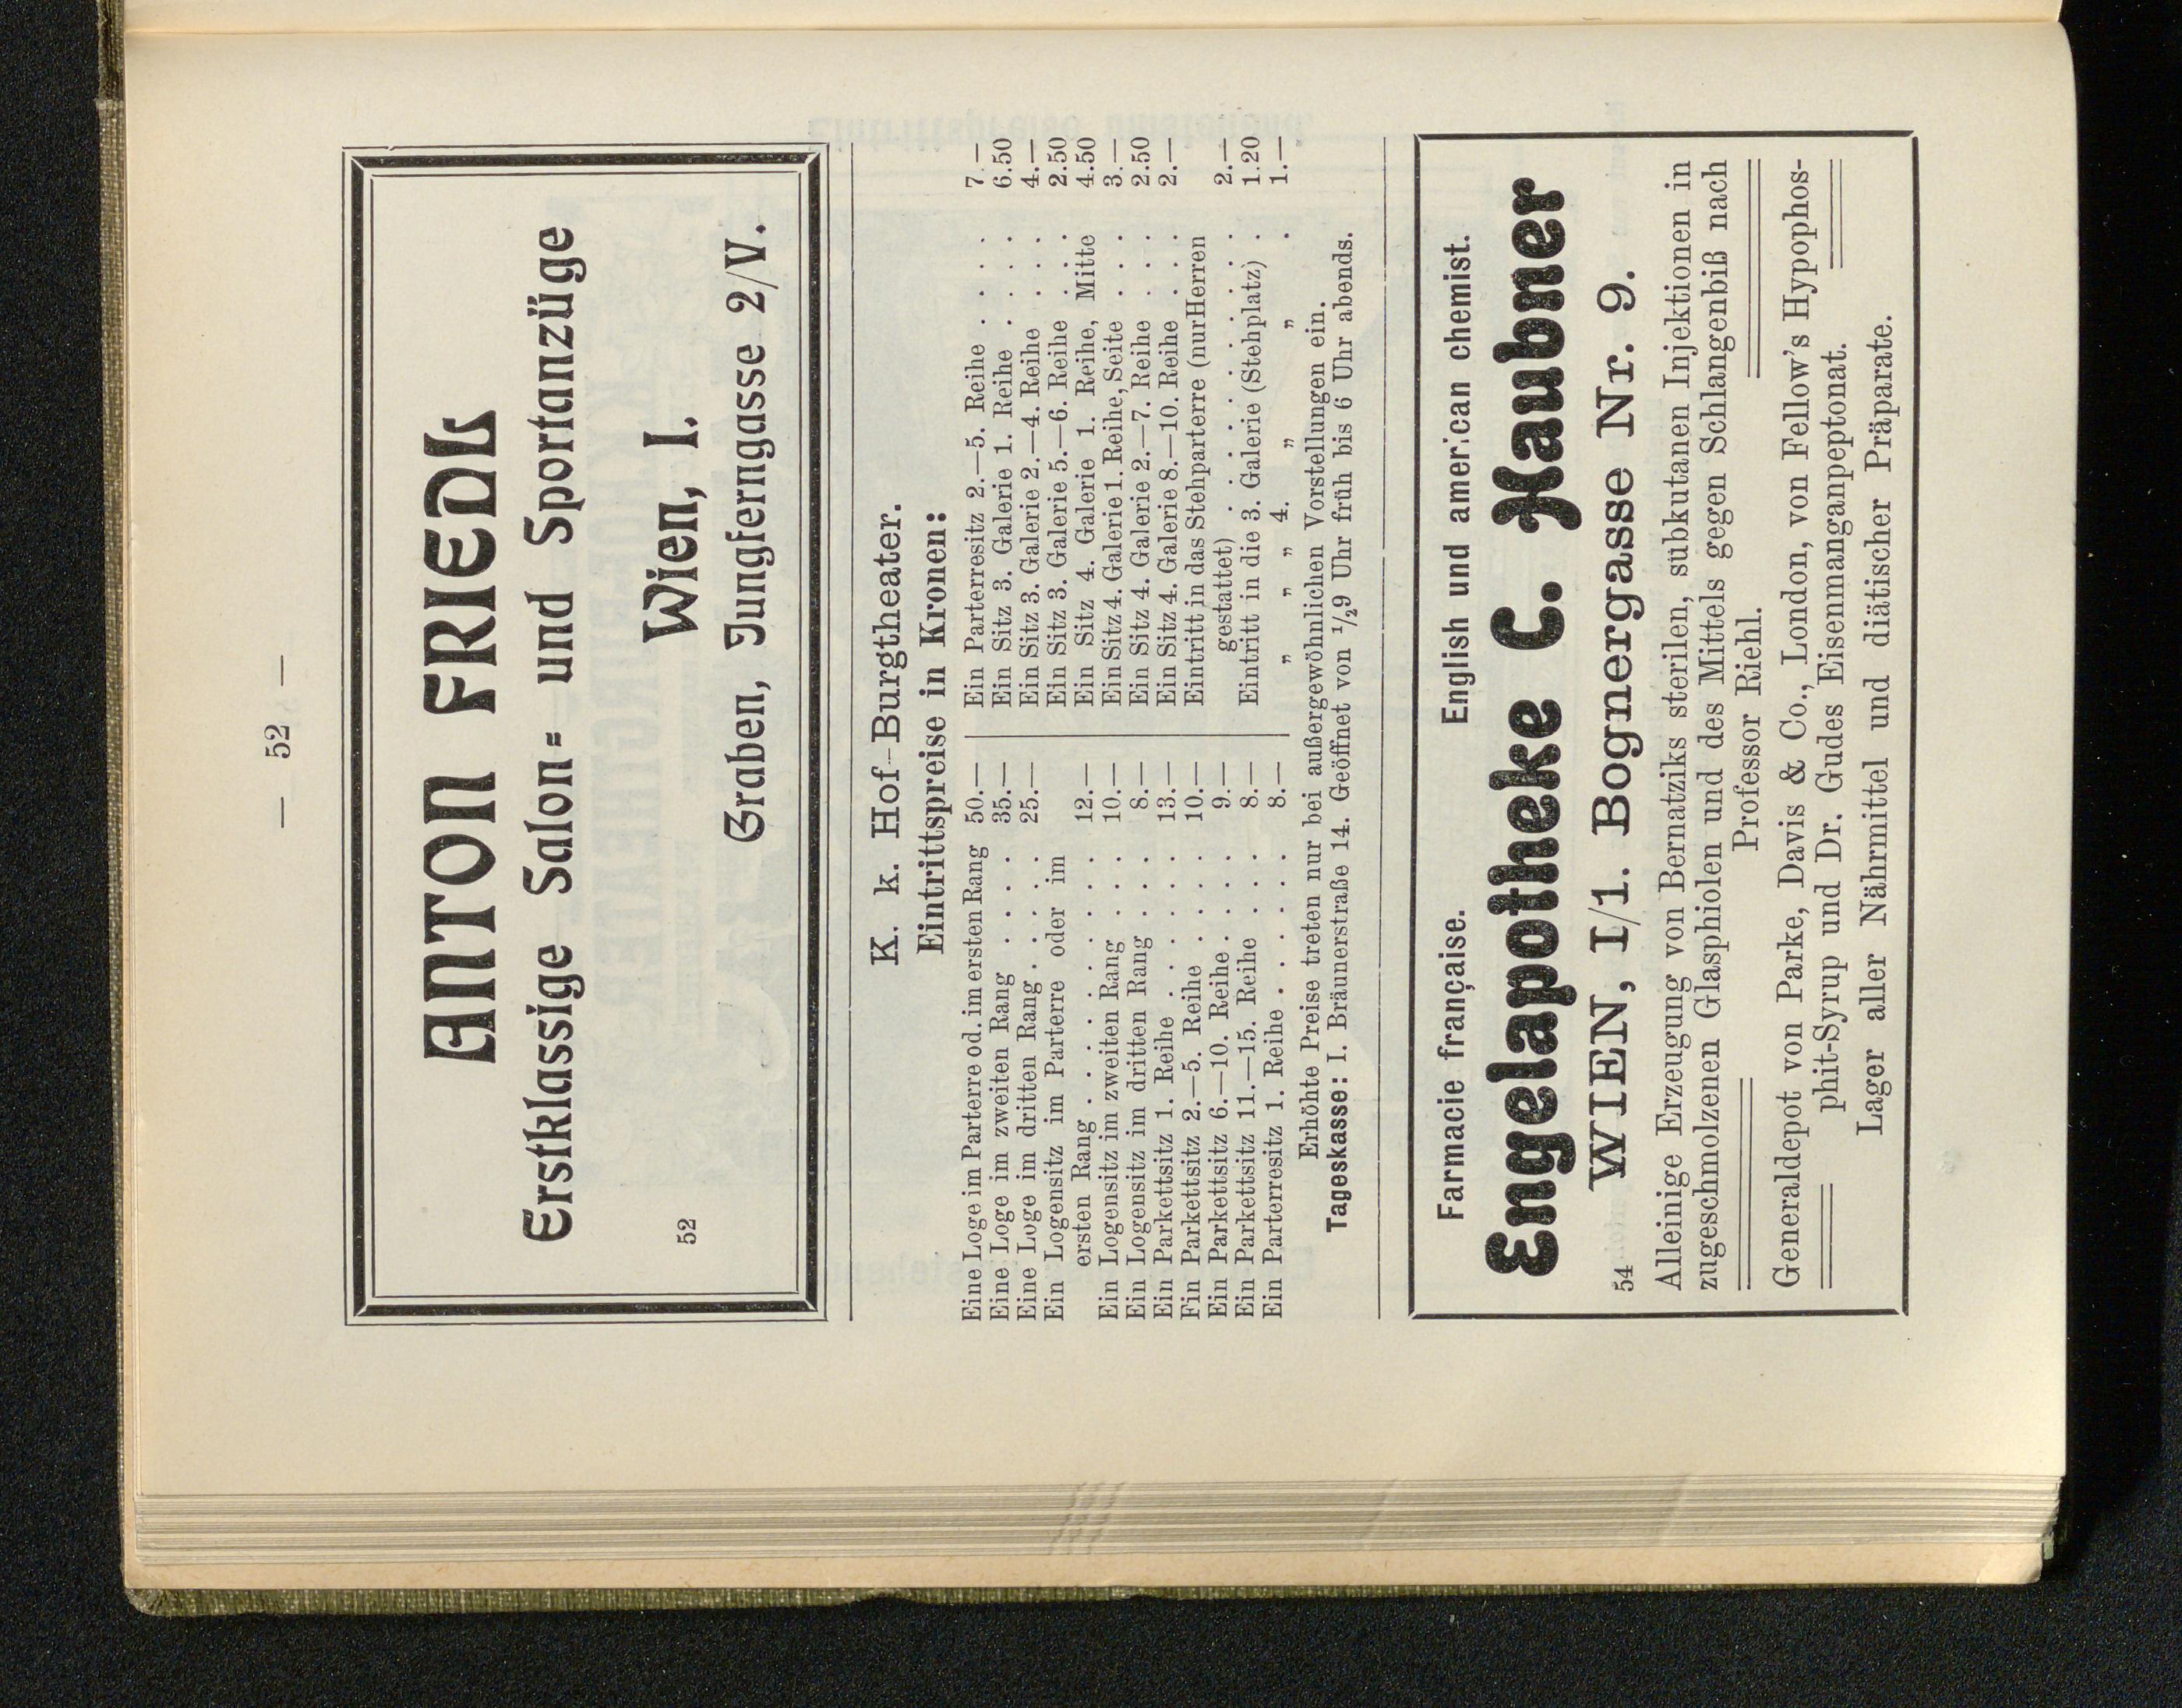 — 52 —
ANTON FRIEDL
Erstklassige Salon= und Sportanzüge
Wien, I.
52
Graben, Jungferngasse 2/V.
K. k. Hof-Burgtheater.
Eintrittspreise in Kronen:
Eine Loge im Parterre od. im ersten Rang 50.—
Eine Loge im zweiten Rang . . . . 35.—
Eine Loge im dritten Rang . . . . 25.—
Ein Logensitz im Parterre oder im
ersten Rang . . . . . . . . . . 12.—
Ein Logensitz im zweiten Rang . . . 10.—
Ein Logensitz im dritten Rang . . . 8.—
Ein Parkettsitz 1. Reihe . . . . . 13.—
Fin Parkettsitz 2.—5. Reihe . . . . 10.—
Ein Parkettsitz 6.—10. Reihe . . . . 9.—
Ein Parkettsitz 11.—15. Reihe . . . 8.—
Ein Parterresitz 1. Reihe . . . . . 8.—
Ein Parterresitz 2.—5. Reihe . . . . 7.—
Ein Sitz 3. Galerie 1. Reihe . . . . 6.50
Ein Sitz 3. Galerie 2.—4. Reihe . . . 4.—
Ein Sitz 3. Galerie 5.—6. Reihe . . . 2.50
Ein Sitz 4. Galerie 1. Reihe, Mitte 4.50
Ein Sitz 4. Galerie 1. Reihe, Seite . . . 3.—
Ein Sitz 4. Galerie 2.—7. Reihe . . . 2.50
Ein Sitz 4. Galerie 8.—10. Reihe . . . 2.—
Eintritt in das Stehparterre (nur Herren
gestattet) . . . . . . . . . . 2.—
Eintritt in die 3. Galerie (Stehplatz) . 1.20
„ „ „ 4. „ „ . 1.—
Erhöhte Preise treten nur bei außergewöhnlichen Vorstellungen ein.
Tageskasse: I. Bräunerstraße 14. Geöffnet von ½9 Uhr früh bis 6 Uhr abends.
Farmacie française. English und american chemist.
Engelapotheke C. Haubner
54 WIEN, I/1. Bognergasse Nr. 9.
Alleinige Erzeugung von Bernatziks sterilen, subkutanen Injektionen in
zugeschmolzenen Glasphiolen und des Mittels gegen Schlangenbiß nach
Professor Riehl.
Generaldepot von Parke, Davis & Co., London, von Fellow's Hypophos-
phit-Syrup und Dr. Gudes Eisenmanganpeptonat.
Lager aller Nährmittel und diätischer Präparate.